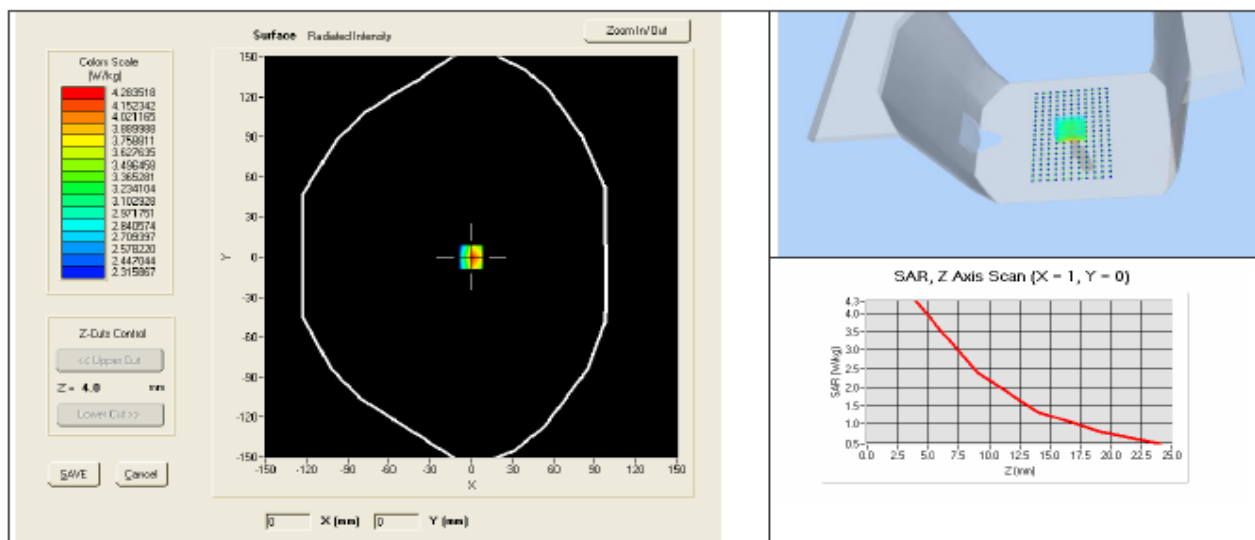 Surface Radiated Intensity
Zoom In/Out
Colors Scale
(W/kg)
4.283518
4.152342
4.021165
3.889988
3.758811
3.627635
3.496458
3.365281
3.234104
3.102928
2.971751
2.840574
2.709397
2.578220
2.447044
2.315867
Z-Cuts Control
<< Upper Cut
Z = 4.0 mm
Lower Cut >>
SAVE
Cancel
150
120
90
60
30
0
-30
-60
-90
-120
-150
Y
-150 -120 -90 -60 -30 0 30 60 90 120 150
X
0 X (mm) 0 Y (mm)
SAR, Z Axis Scan (X = 1, Y = 0)
SAR (W/kg)
4.3
4.0
3.5
3.0
2.5
2.0
1.5
1.0
0.5
0.0 2.5 5.0 7.5 10.0 12.5 15.0 17.5 20.0 22.5 25.0
Z (mm)